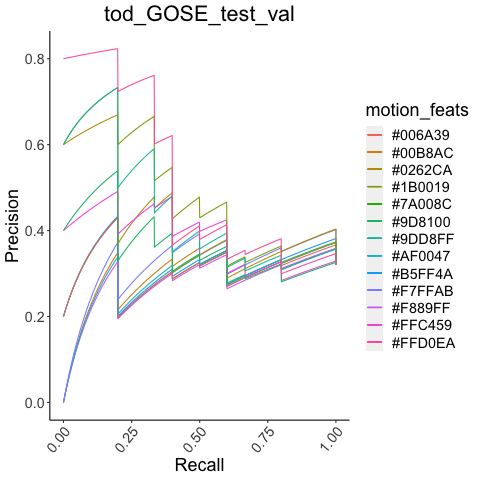 tod_GOSE_test_val
Precision
0.8
0.6
0.4
0.2
0.0
0.00
0.25
0.50
0.75
1.00
Recall
motion_feats
#006A39
#00B8AC
#0262CA
#1B0019
#7A008C
#9D8100
#9DD8FF
#AF0047
#B5FF4A
#F7FFAB
#F889FF
#FFC459
#FFD0EA